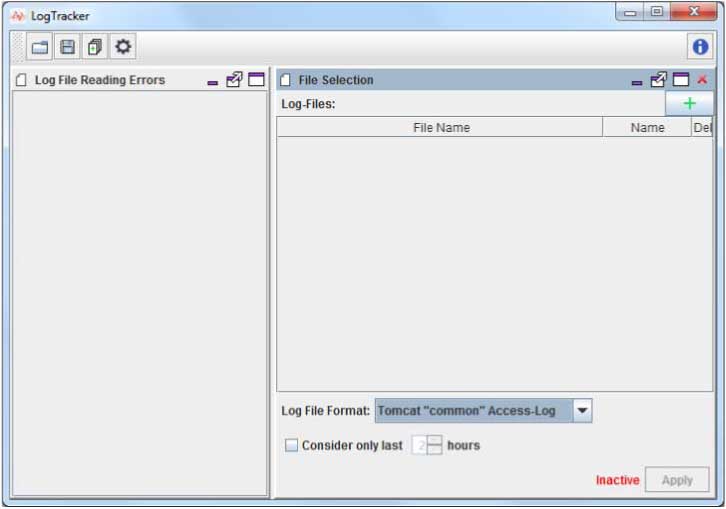 LogTracker
Log File Reading Errors
File Selection
Log-Files:
File Name Name Del
Log File Format: Tomcat "common" Access-Log
Consider only last 2 hours
Inactive Apply